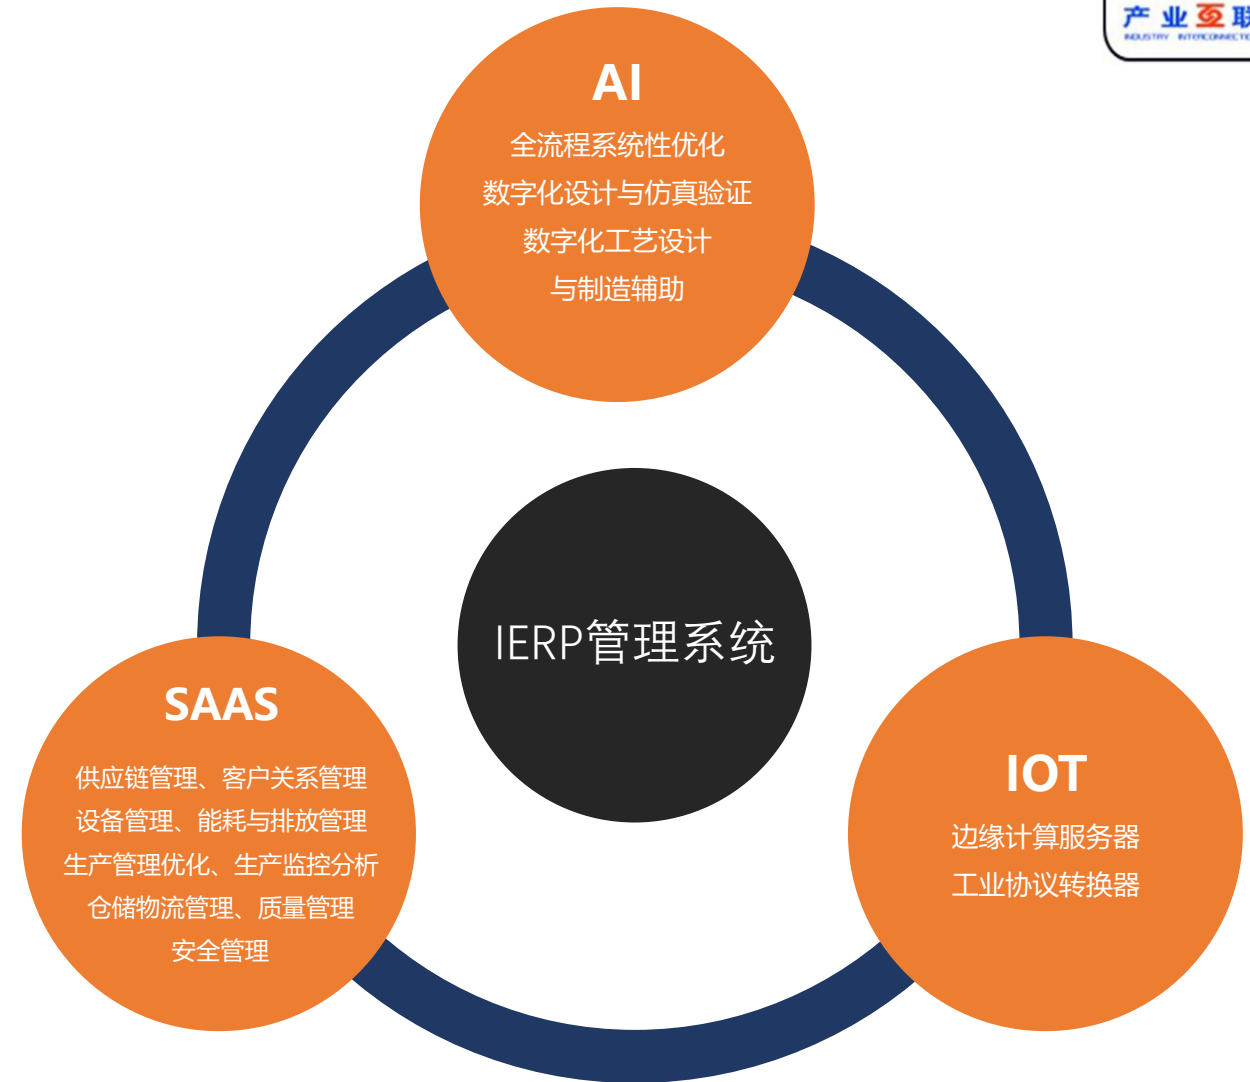 产业互联
AI
全流程系统性优化
数字化设计与仿真验证
数字化工艺设计
与制造辅助
IERP管理系统
SAAS
供应链管理、客户关系管理
设备管理、能耗与排放管理
生产管理优化、生产监控分析
仓储物流管理、质量管理
安全管理
IOT
边缘计算服务器
工业协议转换器